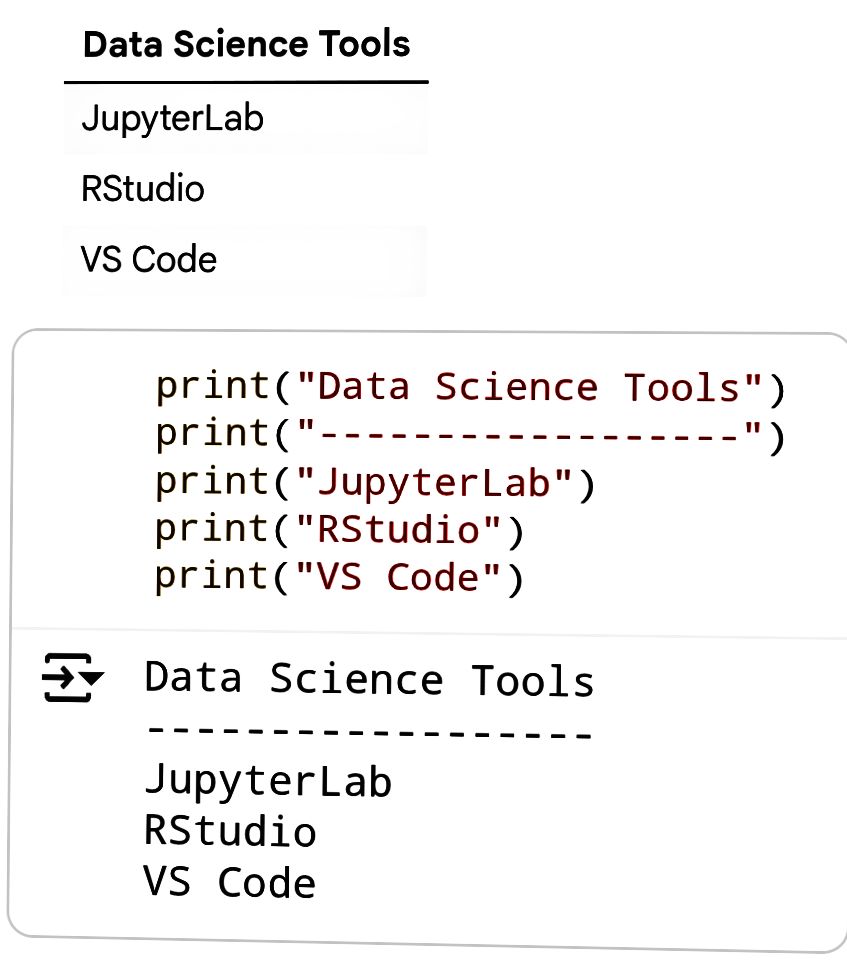 Data Science Tools
JupyterLab
RStudio
VS Code
print("Data Science Tools")
print("------------------")
print("JupyterLab")
print("RStudio")
print("VS Code")
Data Science Tools
------------------
JupyterLab
RStudio
VS Code